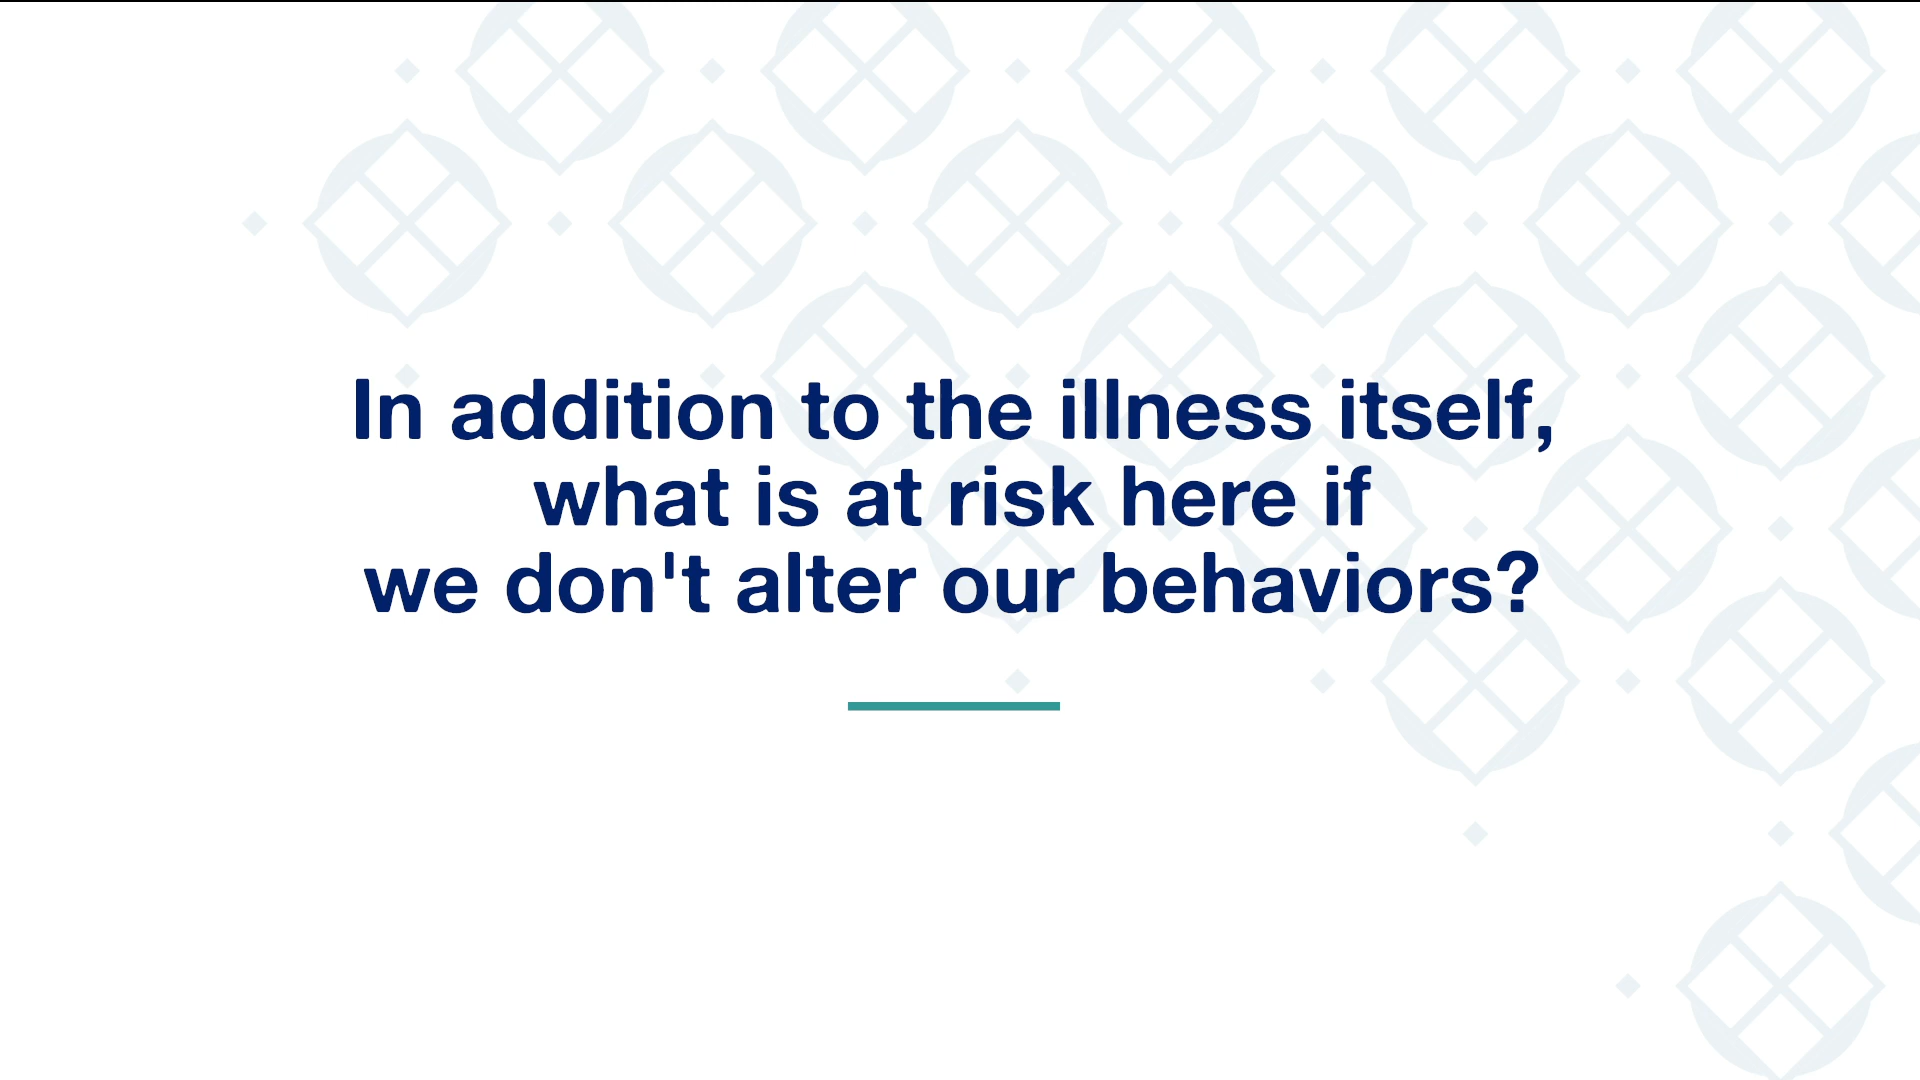 In addition to the illness itself,
what is at risk here if
we don't alter our behaviors?